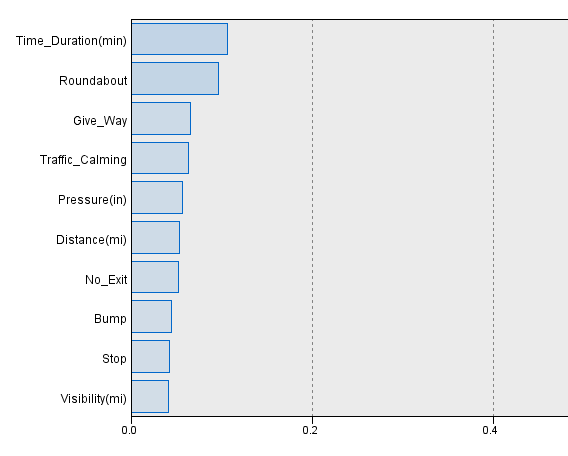 Time_Duration(min)
Roundabout
Give_Way
Traffic_Calming
Pressure(in)
Distance(mi)
No_Exit
Bump
Stop
Visibility(mi)
0.0 0.2 0.4